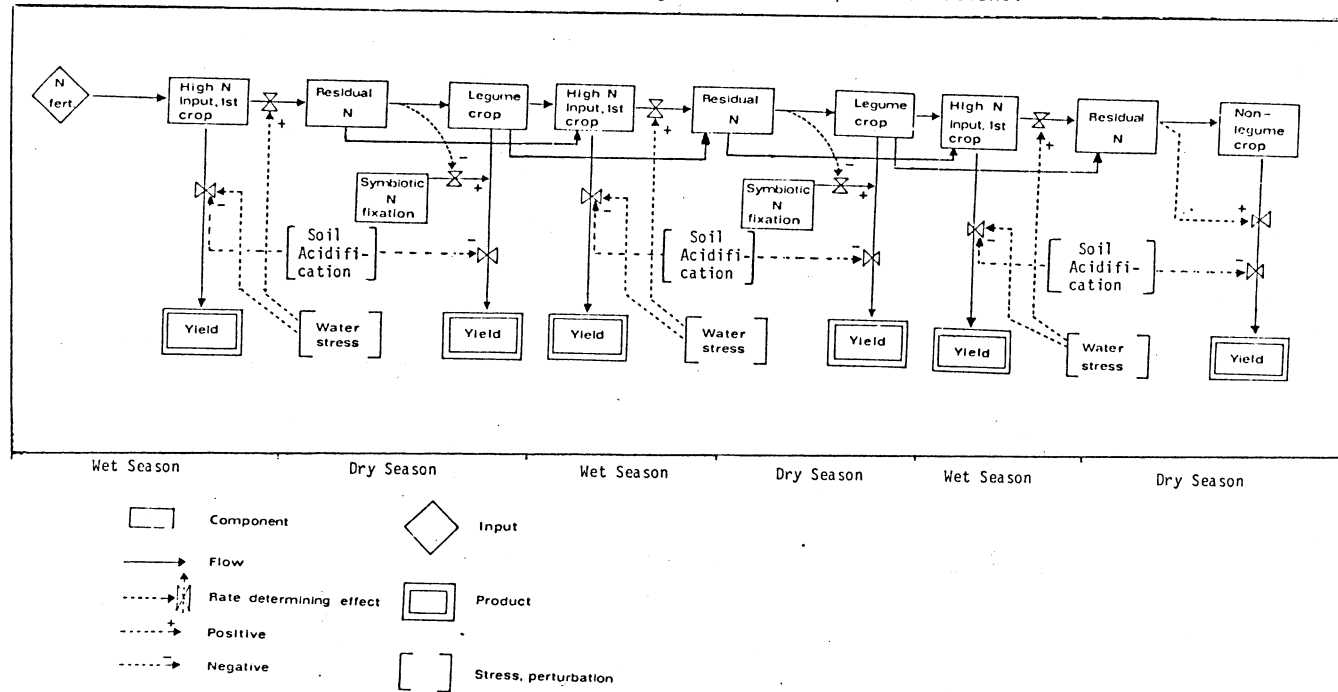 N
fert.
High N
Input, 1st
crop
Residual
N
Legume
crop
High N
Input, 1st
crop
Residual
N
Legume
crop
High N
Input, 1st
crop
Residual
N
Non-
legume
crop
+
-
+
+
-
+
+
+
Symbiotic
N
fixation
Symbiotic
N
fixation
-
-
-
-
-
-
Soil
Acidifi-
cation
Soil
Acidifi-
cation
Soil
Acidifi-
cation
Yield
Water
stress
Yield
Yield
Water
stress
Yield
Yield
Water
stress
Yield
Wet Season
Dry Season
Wet Season
Dry Season
Wet Season
Dry Season
Component
Input
Flow
Rate determining effect
Product
+
Positive
-
Negative
Stress, perturbation